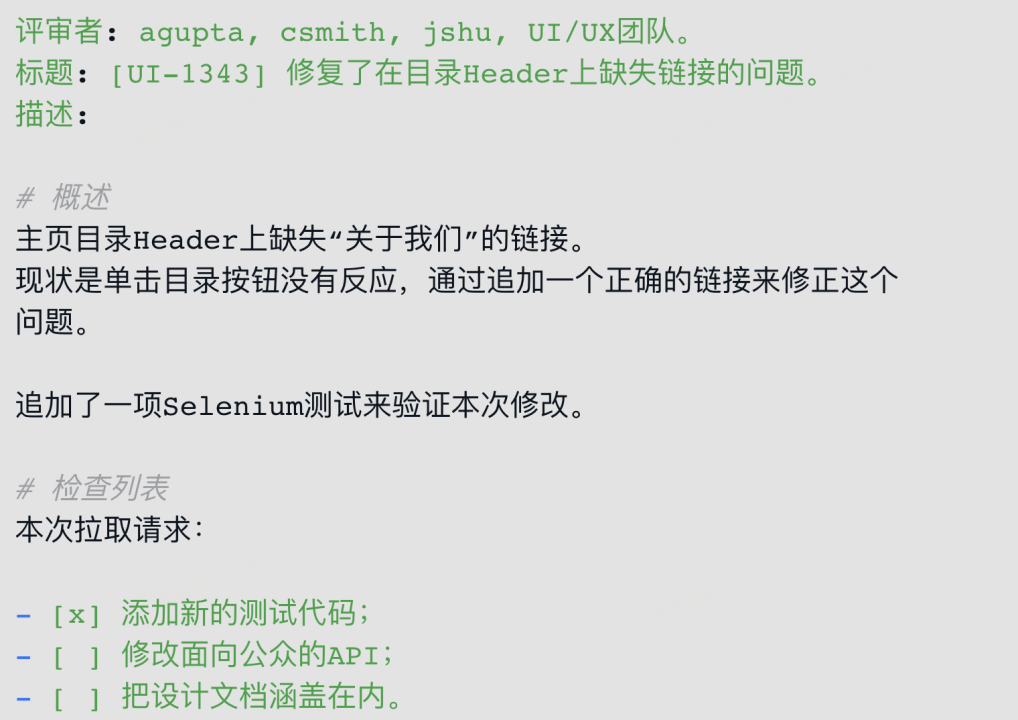 评审者: agupta, csmith, jshu, UI/UX团队。
标题: [UI-1343] 修复了在目录Header上缺失链接的问题。
描述:
# 概述
主页目录Header上缺失“关于我们”的链接。
现状是单击目录按钮没有反应，通过追加一个正确的链接来修正这个
问题。
追加了一项Selenium测试来验证本次修改。
# 检查列表
本次拉取请求：
- [x] 添加新的测试代码；
- [ ] 修改面向公众的API；
- [ ] 把设计文档涵盖在内。